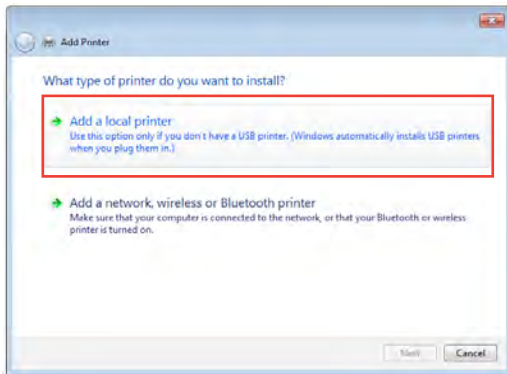 Add Printer
What type of printer do you want to install?
Add a local printer
Use this option only if you don't have a USB printer. (Windows automatically installs USB printers
when you plug them in.)
Add a network, wireless or Bluetooth printer
Make sure that your computer is connected to the network, or that your Bluetooth or wireless
printer is turned on.
Next Cancel